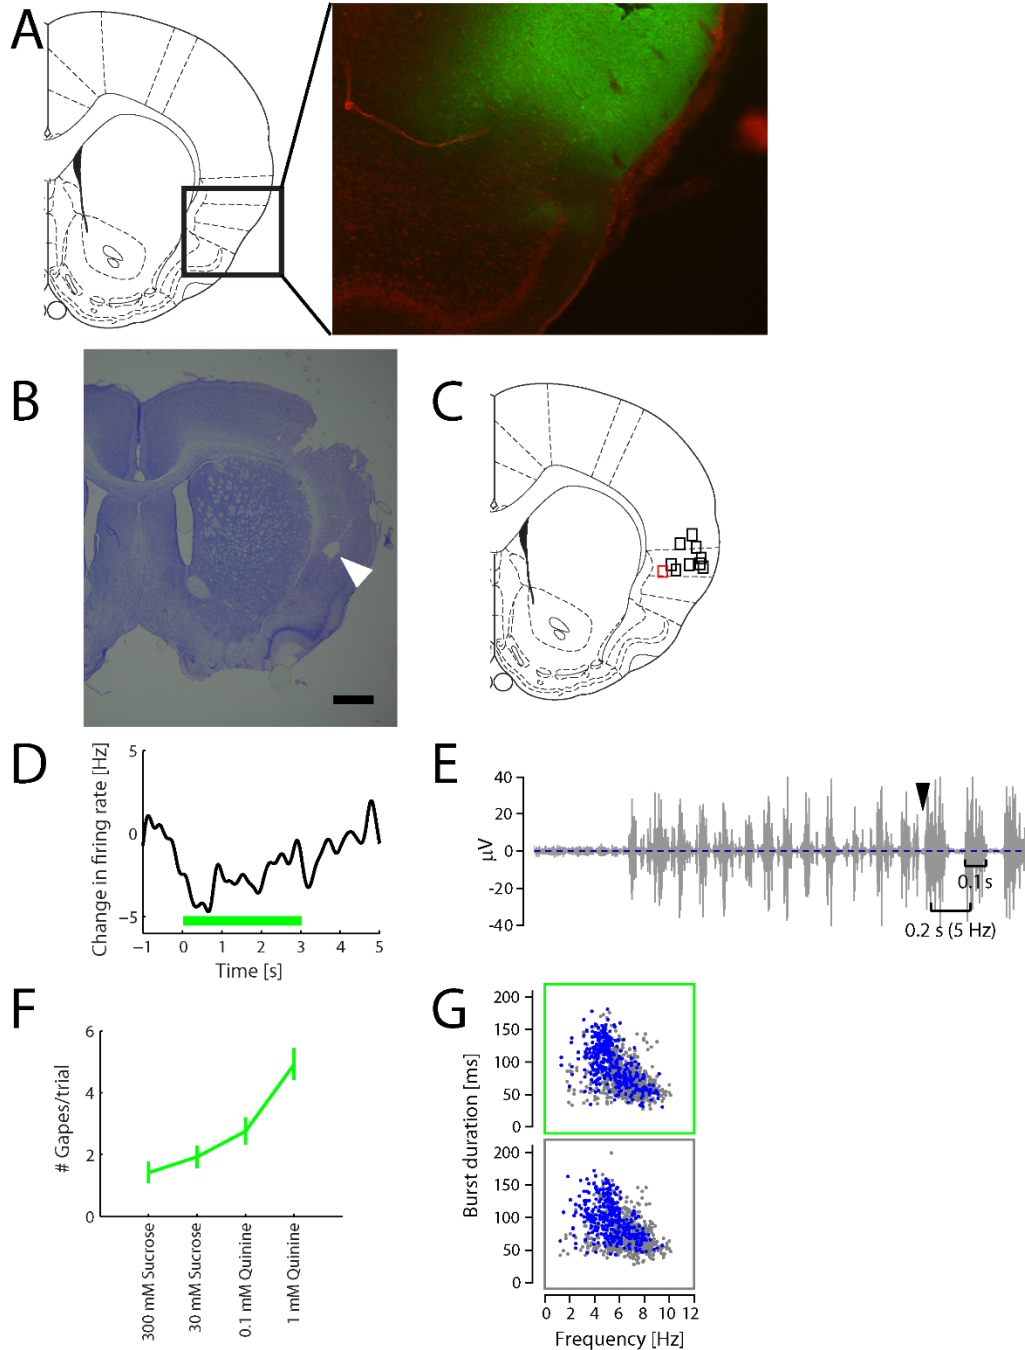 A
B
C
D
Change in firing rate [Hz]
5
0
−5
−1 0 1 2 3 4 5
Time [s]
E
μV
40
20
0
-20
-40
0.1 s
0.2 s (5 Hz)
F
# Gapes/trial
6
4
2
0
300 mM Sucrose
30 mM Sucrose
0.1 mM Quinine
1 mM Quinine
G
Burst duration [ms]
200
150
100
50
0
200
150
100
50
0
0 2 4 6 8 10 12
Frequency [Hz]